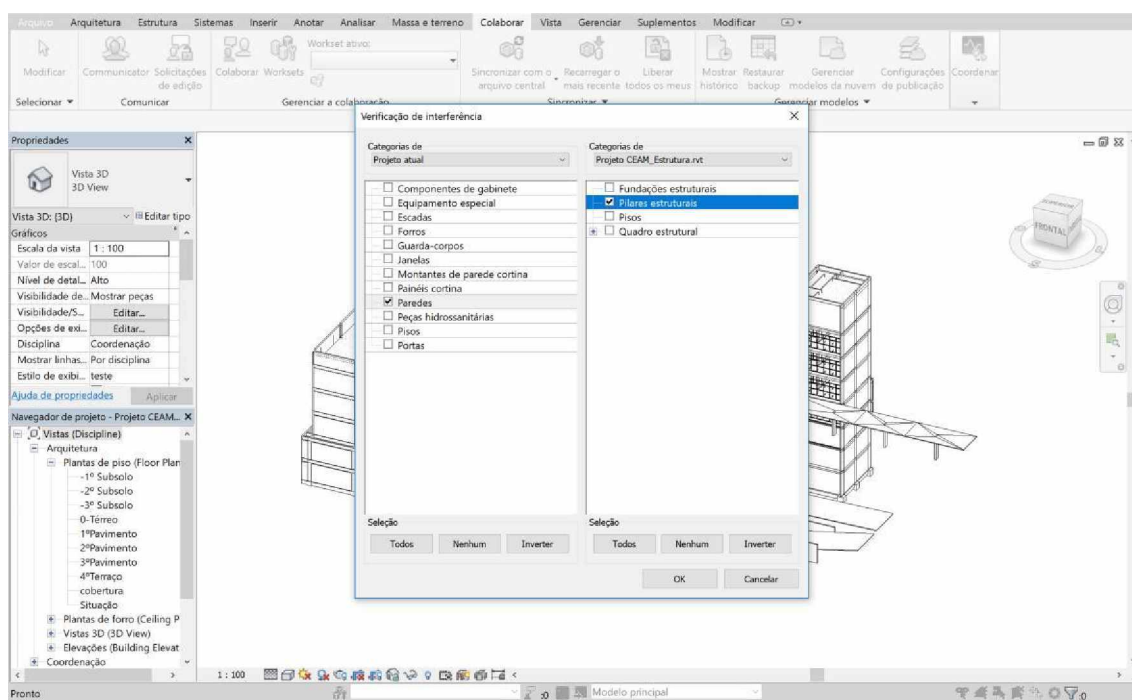 Arquivo Arquitetura Estrutura Sistemas Inserir Anotar Analisar Massa e terreno Colaborar Vista Gerenciar Suplementos Modificar
Workset ativo:
Modificar Communicator Solicitações de edição Colaborar Worksets Sincronizar com o arquivo central Recarregar o mais recente Liberar todos os meus Mostrar histórico Restaurar backup Gerenciar modelos da nuvem Configurações de publicação Coordenar
Selecionar Comunicar Gerenciar a colaboração Sincronizar Gerenciar modelos
Propriedades
Vista 3D
3D View
Vista 3D: {3D} Editar tipo
Gráficos
Escala da vista 1 : 100
Valor de escal... 100
Nível de detal... Alto
Visibilidade de... Mostrar peças
Visibilidade/S... Editar...
Opções de exi... Editar...
Disciplina Coordenação
Mostrar linhas... Por disciplina
Estilo de exibi... teste
Ajuda de propriedades Aplicar
Navegador de projeto - Projeto CEAM...
Vistas (Discipline)
Arquitetura
Plantas de piso (Floor Plan
-1º Subsolo
-2º Subsolo
-3º Subsolo
0-Térreo
1ºPavimento
2ºPavimento
3ºPavimento
4ºTerraço
cobertura
Situação
Plantas de forro (Ceiling P
Vistas 3D (3D View)
Elevações (Building Elevat
Coordenação
Verificação de interferência
Categorias de
Projeto atual
Componentes de gabinete
Equipamento especial
Escadas
Forros
Guarda-corpos
Janelas
Montantes de parede cortina
Painéis cortina
Paredes
Peças hidrossanitárias
Pisos
Portas
Seleção
Todos Nenhum Inverter
Categorias de
Projeto CEAM_Estrutura.rvt
Fundações estruturais
Pilares estruturais
Pisos
Quadro estrutural
Seleção
Todos Nenhum Inverter
OK Cancelar
SUPERIOR
FRONTAL
1 : 100
Pronto :0 Modelo principal :0